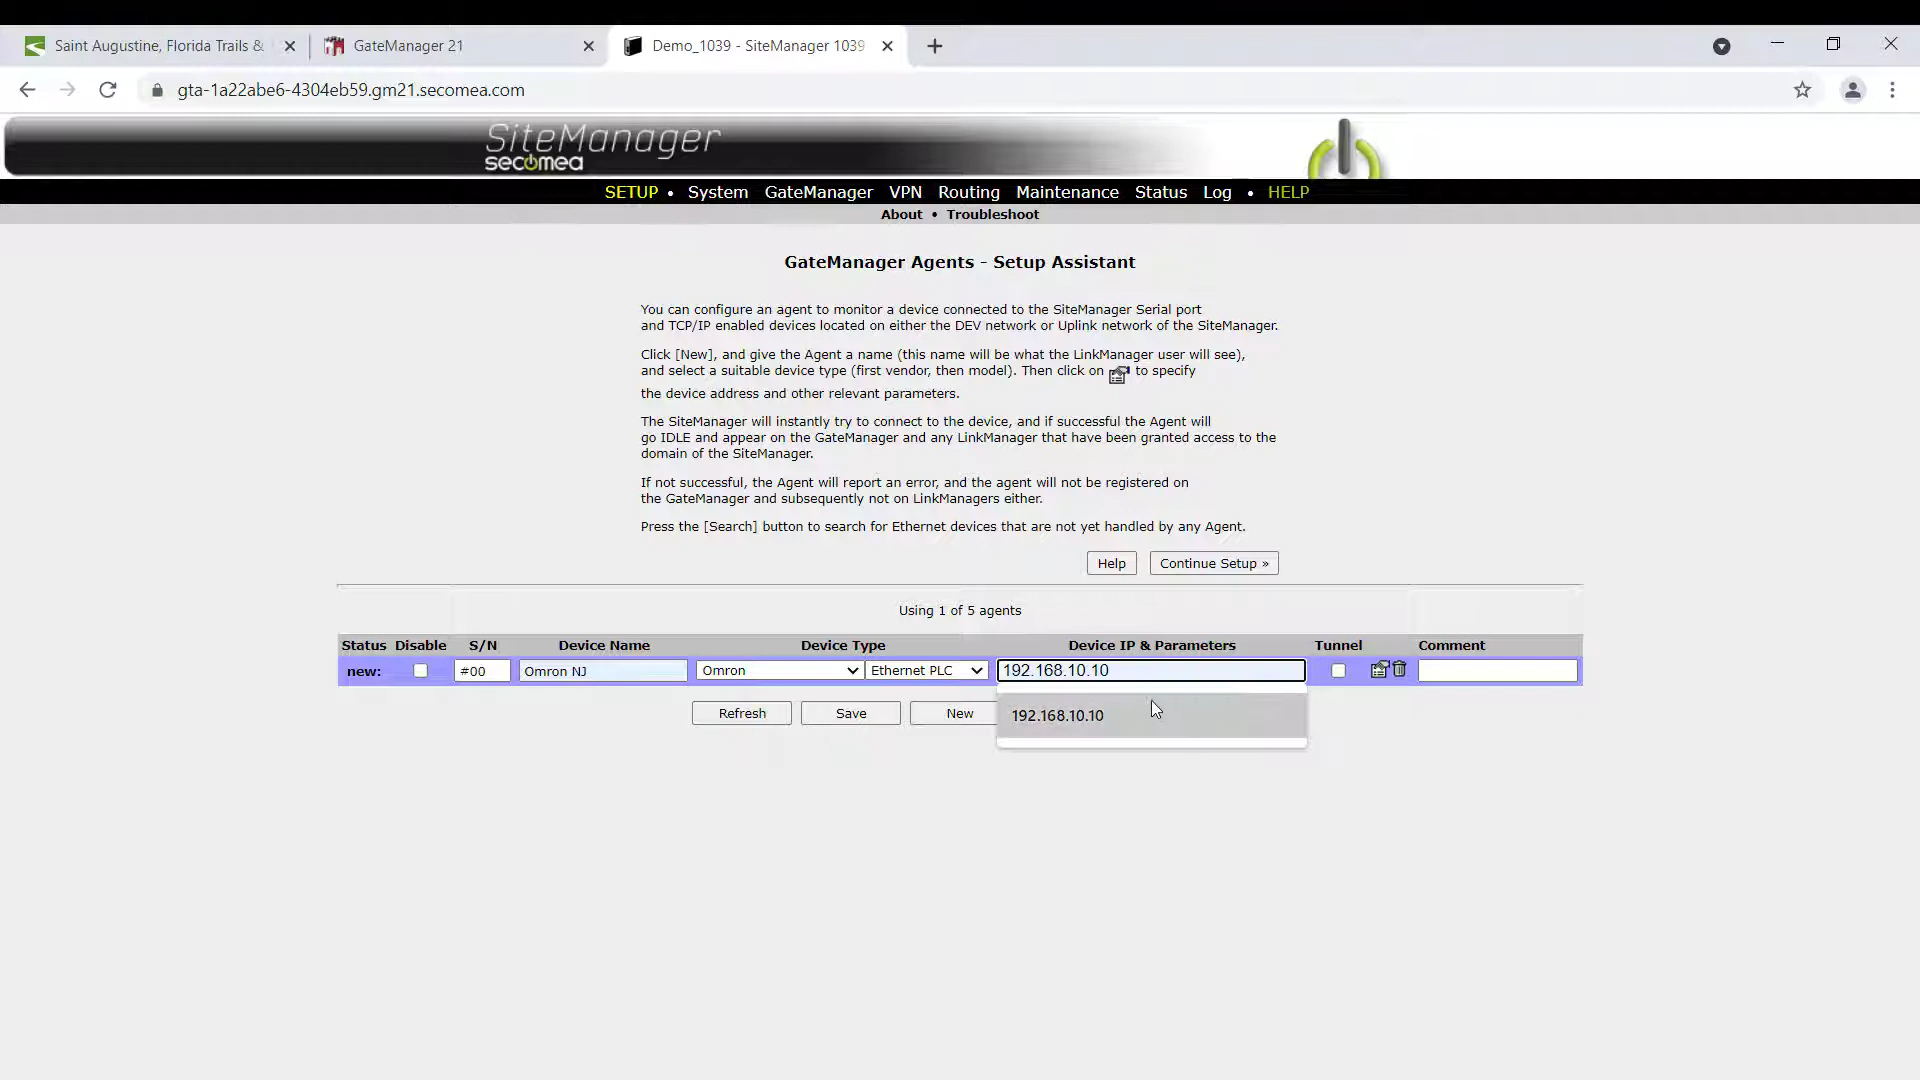 Saint Augustine, Florida Trails &
GateManager 21
Demo_1039 - SiteManager 1039
gta-1a22abe6-4304eb59.gm21.secomea.com
SiteManager
secomea
SETUP • System GateManager VPN Routing Maintenance Status Log • HELP
About • Troubleshoot
GateManager Agents - Setup Assistant
You can configure an agent to monitor a device connected to the SiteManager Serial port
and TCP/IP enabled devices located on either the DEV network or Uplink network of the SiteManager.
Click [New], and give the Agent a name (this name will be what the LinkManager user will see),
and select a suitable device type (first vendor, then model). Then click on to specify
the device address and other relevant parameters.
The SiteManager will instantly try to connect to the device, and if successful the Agent will
go IDLE and appear on the GateManager and any LinkManager that have been granted access to the
domain of the SiteManager.
If not successful, the Agent will report an error, and the agent will not be registered on
the GateManager and subsequently not on LinkManagers either.
Press the [Search] button to search for Ethernet devices that are not yet handled by any Agent.
Help Continue Setup »
Using 1 of 5 agents
Status Disable S/N Device Name Device Type Device IP & Parameters Tunnel Comment
new: #00 Omron NJ Omron Ethernet PLC 192.168.10.10
Refresh Save New 192.168.10.10